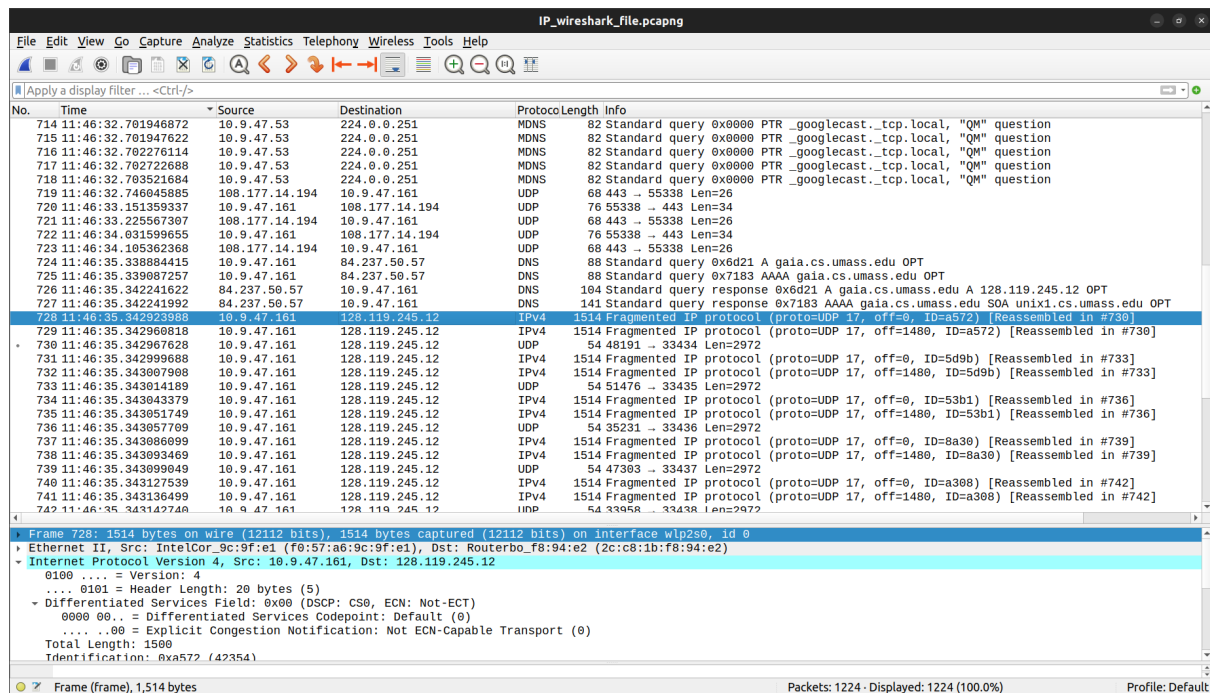 IP_wireshark_file.pcapng
File Edit View Go Capture Analyze Statistics Telephony Wireless Tools Help
Apply a display filter ... <Ctrl-/>
No. Time Source Destination Protoco Length Info
714 11:46:32.701946872 10.9.47.53 224.0.0.251 MDNS 82 Standard query 0x0000 PTR _googlecast._tcp.local, "QM" question
715 11:46:32.701947622 10.9.47.53 224.0.0.251 MDNS 82 Standard query 0x0000 PTR _googlecast._tcp.local, "QM" question
716 11:46:32.702276114 10.9.47.53 224.0.0.251 MDNS 82 Standard query 0x0000 PTR _googlecast._tcp.local, "QM" question
717 11:46:32.702722688 10.9.47.53 224.0.0.251 MDNS 82 Standard query 0x0000 PTR _googlecast._tcp.local, "QM" question
718 11:46:32.703521684 10.9.47.53 224.0.0.251 MDNS 82 Standard query 0x0000 PTR _googlecast._tcp.local, "QM" question
719 11:46:32.746045885 108.177.14.194 10.9.47.161 UDP 68 443 → 55338 Len=26
720 11:46:33.151359337 10.9.47.161 108.177.14.194 UDP 76 55338 → 443 Len=34
721 11:46:33.225567307 108.177.14.194 10.9.47.161 UDP 68 443 → 55338 Len=26
722 11:46:34.031599655 10.9.47.161 108.177.14.194 UDP 76 55338 → 443 Len=34
723 11:46:34.105362368 108.177.14.194 10.9.47.161 UDP 68 443 → 55338 Len=26
724 11:46:35.338884415 10.9.47.161 84.237.50.57 DNS 88 Standard query 0x6d21 A gaia.cs.umass.edu OPT
725 11:46:35.339087257 10.9.47.161 84.237.50.57 DNS 88 Standard query 0x7183 AAAA gaia.cs.umass.edu OPT
726 11:46:35.342241622 84.237.50.57 10.9.47.161 DNS 104 Standard query response 0x6d21 A gaia.cs.umass.edu A 128.119.245.12 OPT
727 11:46:35.342241992 84.237.50.57 10.9.47.161 DNS 141 Standard query response 0x7183 AAAA gaia.cs.umass.edu SOA unix1.cs.umass.edu OPT
728 11:46:35.342923988 10.9.47.161 128.119.245.12 IPv4 1514 Fragmented IP protocol (proto=UDP 17, off=0, ID=a572) [Reassembled in #730]
729 11:46:35.342960818 10.9.47.161 128.119.245.12 IPv4 1514 Fragmented IP protocol (proto=UDP 17, off=1480, ID=a572) [Reassembled in #730]
730 11:46:35.342967628 10.9.47.161 128.119.245.12 UDP 54 48191 → 33434 Len=2972
731 11:46:35.342999688 10.9.47.161 128.119.245.12 IPv4 1514 Fragmented IP protocol (proto=UDP 17, off=0, ID=5d9b) [Reassembled in #733]
732 11:46:35.343007908 10.9.47.161 128.119.245.12 IPv4 1514 Fragmented IP protocol (proto=UDP 17, off=1480, ID=5d9b) [Reassembled in #733]
733 11:46:35.343014189 10.9.47.161 128.119.245.12 UDP 54 51476 → 33435 Len=2972
734 11:46:35.343043379 10.9.47.161 128.119.245.12 IPv4 1514 Fragmented IP protocol (proto=UDP 17, off=0, ID=53b1) [Reassembled in #736]
735 11:46:35.343051749 10.9.47.161 128.119.245.12 IPv4 1514 Fragmented IP protocol (proto=UDP 17, off=1480, ID=53b1) [Reassembled in #736]
736 11:46:35.343057709 10.9.47.161 128.119.245.12 UDP 54 35231 → 33436 Len=2972
737 11:46:35.343086099 10.9.47.161 128.119.245.12 IPv4 1514 Fragmented IP protocol (proto=UDP 17, off=0, ID=8a30) [Reassembled in #739]
738 11:46:35.343093469 10.9.47.161 128.119.245.12 IPv4 1514 Fragmented IP protocol (proto=UDP 17, off=1480, ID=8a30) [Reassembled in #739]
739 11:46:35.343099049 10.9.47.161 128.119.245.12 UDP 54 47303 → 33437 Len=2972
740 11:46:35.343127539 10.9.47.161 128.119.245.12 IPv4 1514 Fragmented IP protocol (proto=UDP 17, off=0, ID=a308) [Reassembled in #742]
741 11:46:35.343136499 10.9.47.161 128.119.245.12 IPv4 1514 Fragmented IP protocol (proto=UDP 17, off=1480, ID=a308) [Reassembled in #742]
742 11:46:35.343142740 10.9.47.161 128.119.245.12 UDP 54 33958 → 33438 Len=2972
Frame 728: 1514 bytes on wire (12112 bits), 1514 bytes captured (12112 bits) on interface wlp2s0, id 0
Ethernet II, Src: IntelCor_9c:9f:e1 (f0:57:a6:9c:9f:e1), Dst: Routerbo_f8:94:e2 (2c:c8:1b:f8:94:e2)
Internet Protocol Version 4, Src: 10.9.47.161, Dst: 128.119.245.12
0100 .... = Version: 4
.... 0101 = Header Length: 20 bytes (5)
Differentiated Services Field: 0x00 (DSCP: CS0, ECN: Not-ECT)
0000 00.. = Differentiated Services Codepoint: Default (0)
.... ..00 = Explicit Congestion Notification: Not ECN-Capable Transport (0)
Total Length: 1500
Identification: 0xa572 (42354)
Frame (frame), 1,514 bytes Packets: 1224 · Displayed: 1224 (100.0%) Profile: Default